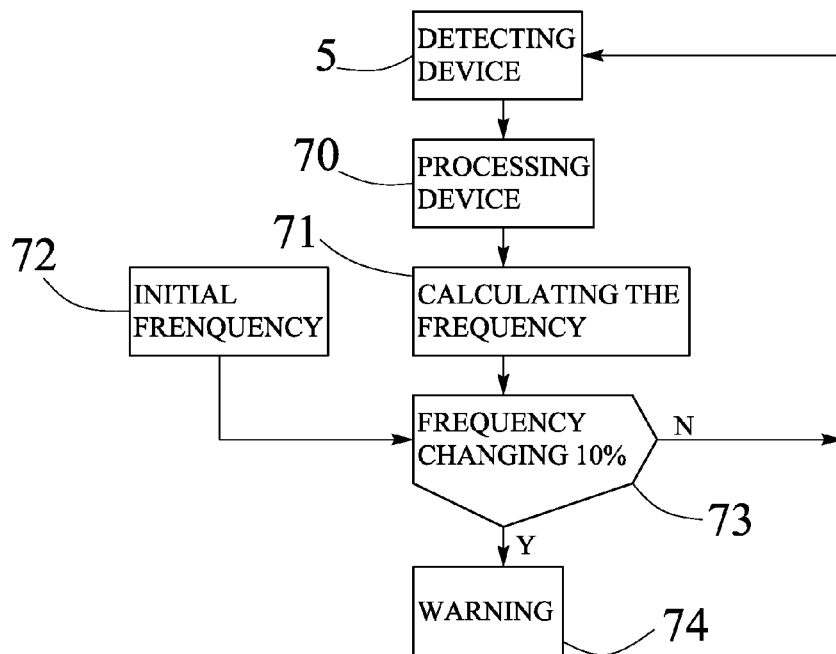 5
DETECTING
DEVICE
70
PROCESSING
DEVICE
71
CALCULATING THE
FREQUENCY
72
INITIAL
FRENQUENCY
FREQUENCY
CHANGING 10%
N
73
Y
WARNING
74